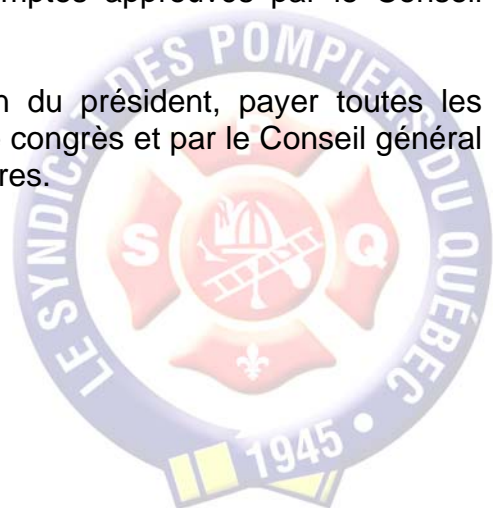 omptes approuvés par le Conseil
n du président, payer toutes les
congrès et par le Conseil général
res.
LE SYNDICAT DES POMPIERS DU QUÉBEC •
P
S Q
1945